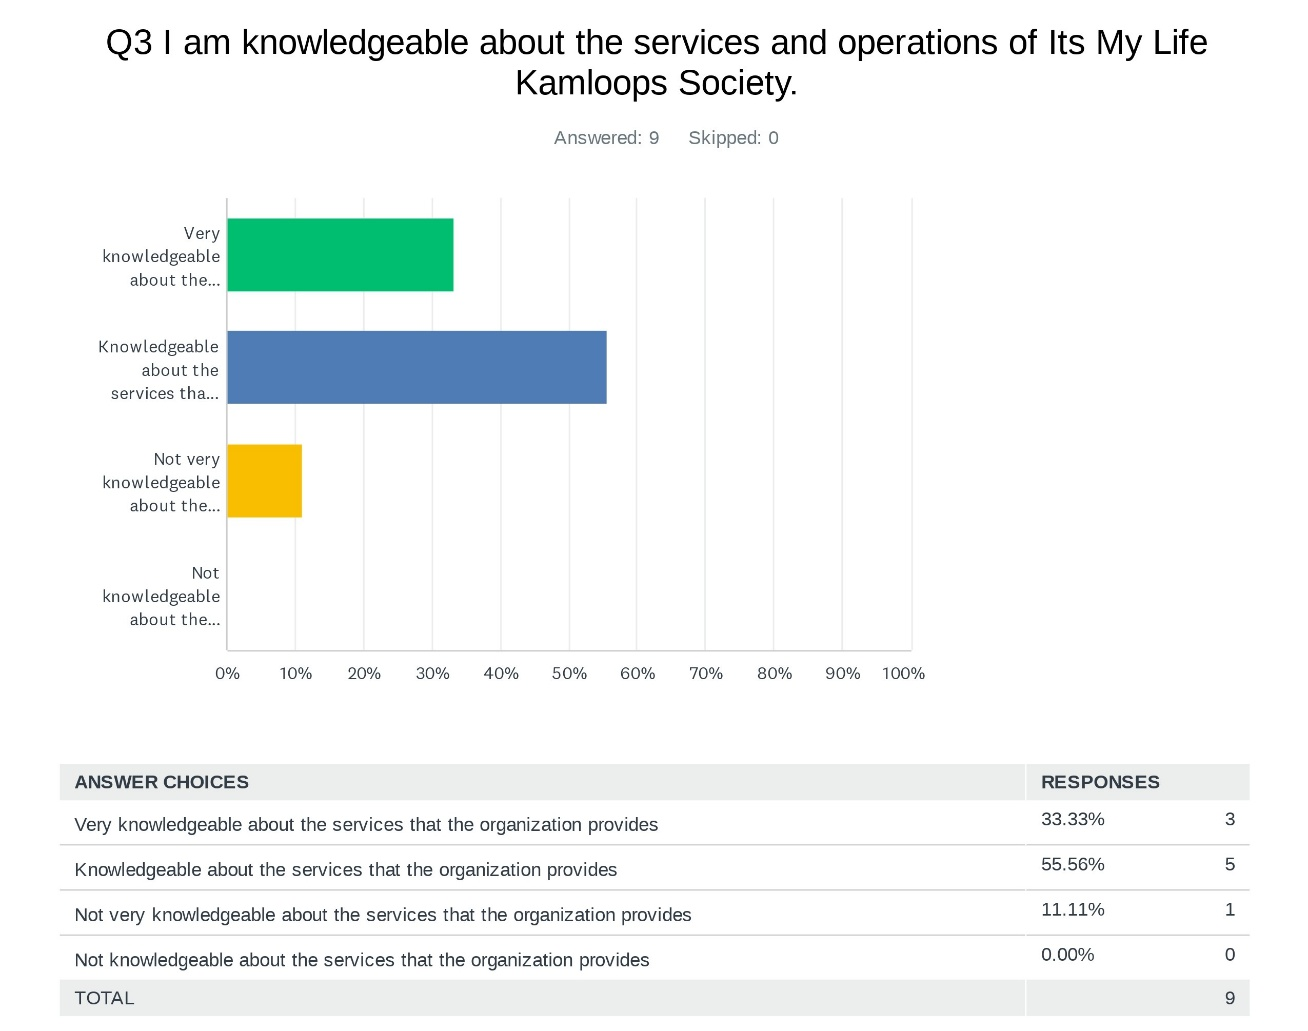 Q3 I am knowledgeable about the services and operations of Its My Life
Kamloops Society.
Answered: 9 Skipped: 0
Very
knowledgeable
about the...
Knowledgeable
about the
services tha...
Not very
knowledgeable
about the...
Not
knowledgeable
about the...
0% 10% 20% 30% 40% 50% 60% 70% 80% 90% 100%
ANSWER CHOICES RESPONSES
Very knowledgeable about the services that the organization provides 33.33% 3
Knowledgeable about the services that the organization provides 55.56% 5
Not very knowledgeable about the services that the organization provides 11.11% 1
Not knowledgeable about the services that the organization provides 0.00% 0
TOTAL 9